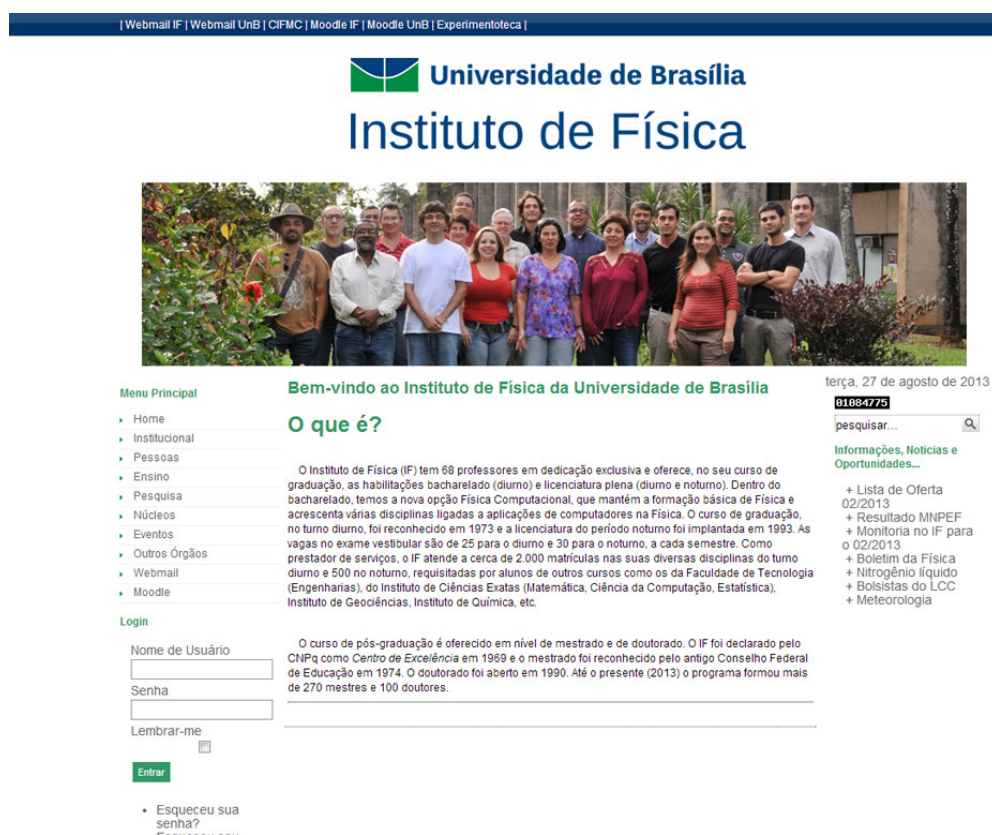 | Webmail IF | Webmail UnB | CIFMC | Moodle IF | Moodle UnB | Experimentoteca |
Universidade de Brasília
Instituto de Física
Menu Principal
Home
Institucional
Pessoas
Ensino
Pesquisa
Núcleos
Eventos
Outros Órgãos
Webmail
Moodle
Login
Nome de Usuário
Senha
Lembrar-me
Entrar
Esqueceu sua
senha?
Bem-vindo ao Instituto de Física da Universidade de Brasília
O que é?
O Instituto de Física (IF) tem 68 professores em dedicação exclusiva e oferece, no seu curso de
graduação, as habilitações bacharelado (diurno) e licenciatura plena (diurno e noturno). Dentro do
bacharelado, temos a nova opção Física Computacional, que mantém a formação básica de Física e
acrescenta várias disciplinas ligadas a aplicações de computadores na Física. O curso de graduação,
no turno diurno, foi reconhecido em 1973 e a licenciatura do período noturno foi implantada em 1993. As
vagas no exame vestibular são de 25 para o diurno e 30 para o noturno, a cada semestre. Como
prestador de serviços, o IF atende a cerca de 2.000 matrículas nas suas diversas disciplinas do turno
diurno e 500 no noturno, requisitadas por alunos de outros cursos como os da Faculdade de Tecnologia
(Engenharias), do Instituto de Ciências Exatas (Matemática, Ciência da Computação, Estatística),
Instituto de Geociências, Instituto de Química, etc.
O curso de pós-graduação é oferecido em nível de mestrado e de doutorado. O IF foi declarado pelo
CNPq como Centro de Excelência em 1969 e o mestrado foi reconhecido pelo antigo Conselho Federal
de Educação em 1974. O doutorado foi aberto em 1990. Até o presente (2013) o programa formou mais
de 270 mestres e 100 doutores.
terça, 27 de agosto de 2013
01084775
pesquisar...
Informações, Noticias e
Oportunidades...
+ Lista de Oferta
02/2013
+ Resultado MNPEF
+ Monitoria no IF para
o 02/2013
+ Boletim da Física
+ Nitrogênio líquido
+ Bolsistas do LCC
+ Meteorologia